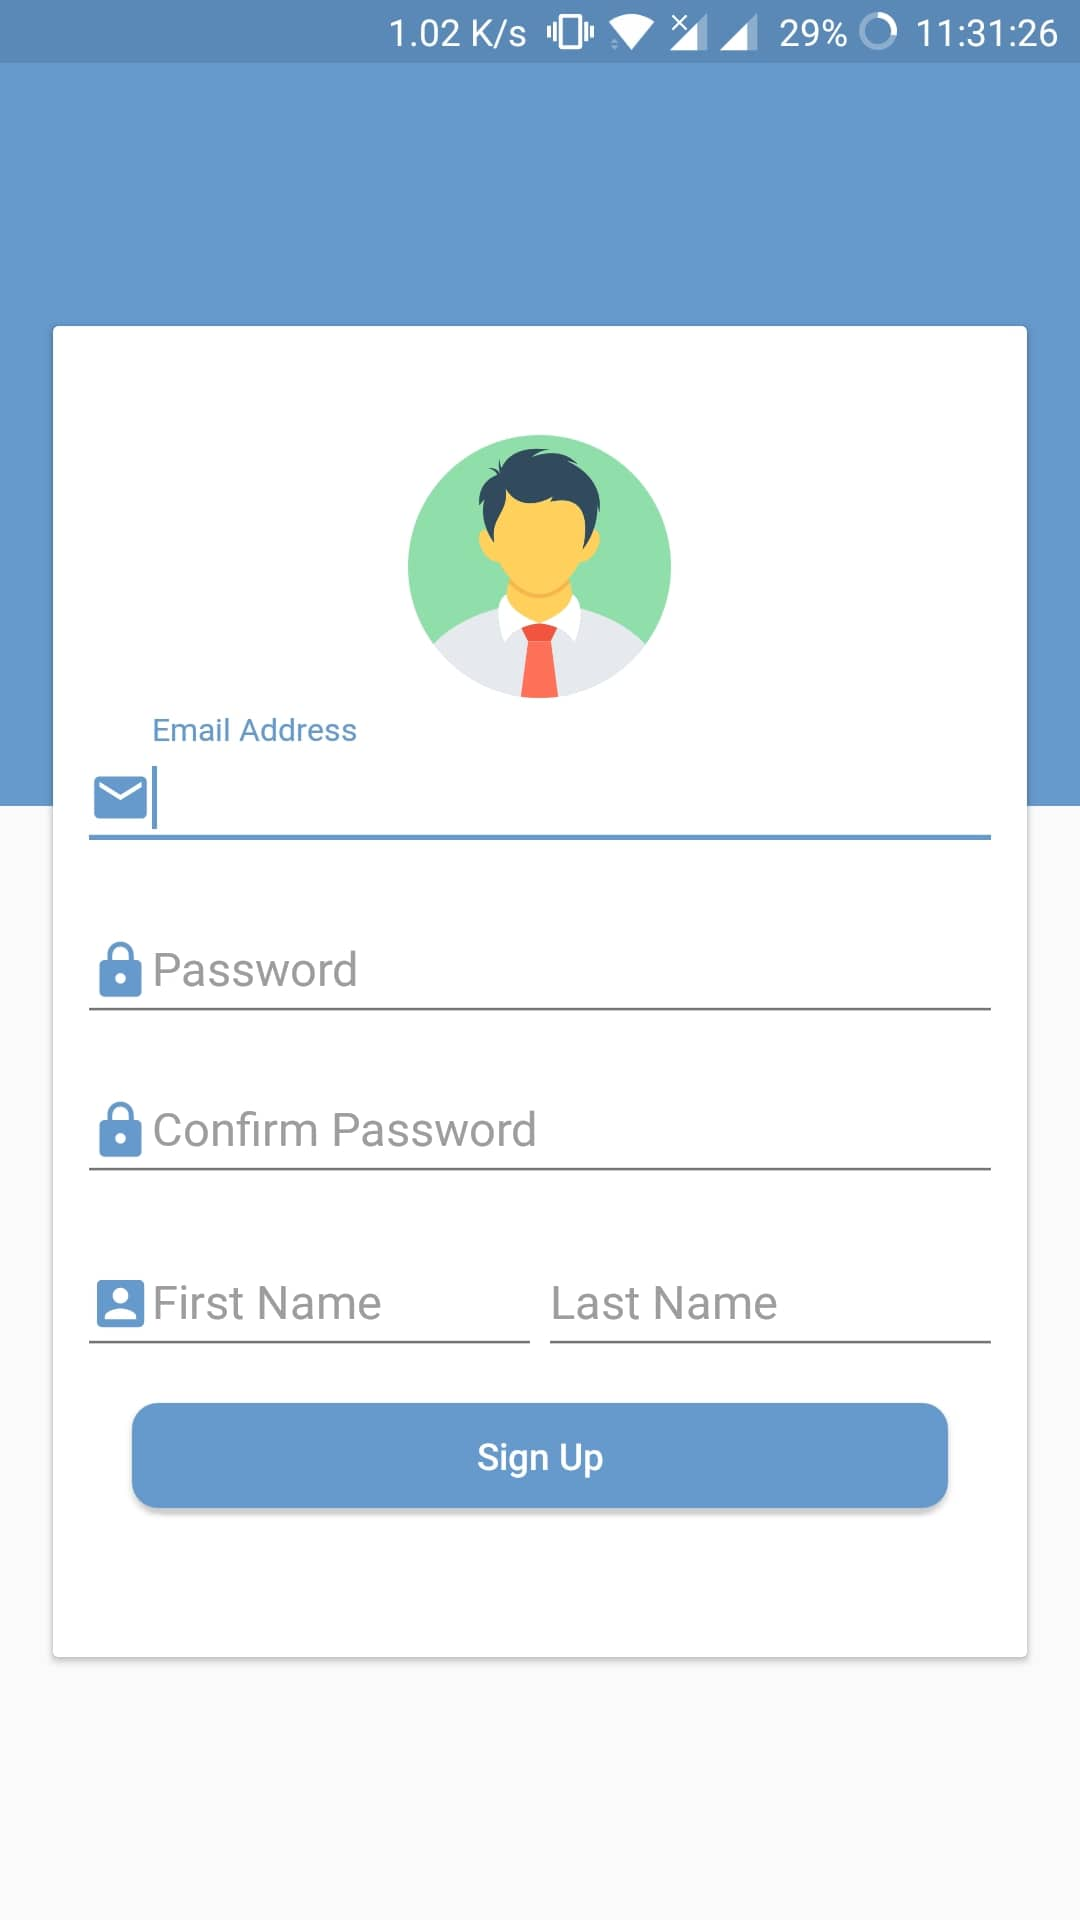 1.02 K/s 29% 11:31:26
Email Address
Password
Confirm Password
First Name Last Name
Sign Up